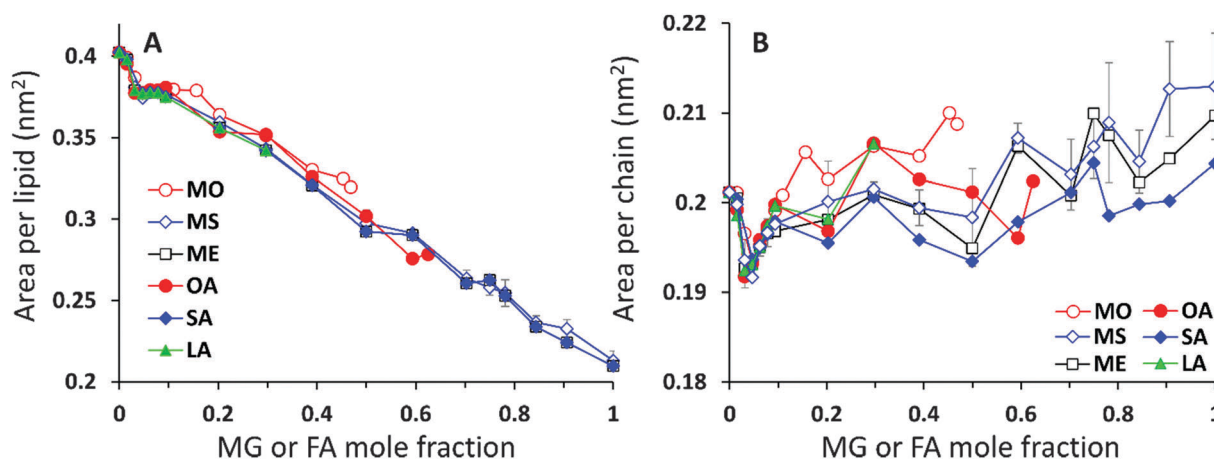 A
Area per lipid (nm²)
0.4
0.35
0.3
0.25
0.2
MO
MS
ME
OA
SA
LA
0 0.2 0.4 0.6 0.8 1
MG or FA mole fraction
B
Area per chain (nm²)
0.22
0.21
0.2
0.19
0.18
MO OA
MS SA
ME LA
0 0.2 0.4 0.6 0.8 1
MG or FA mole fraction